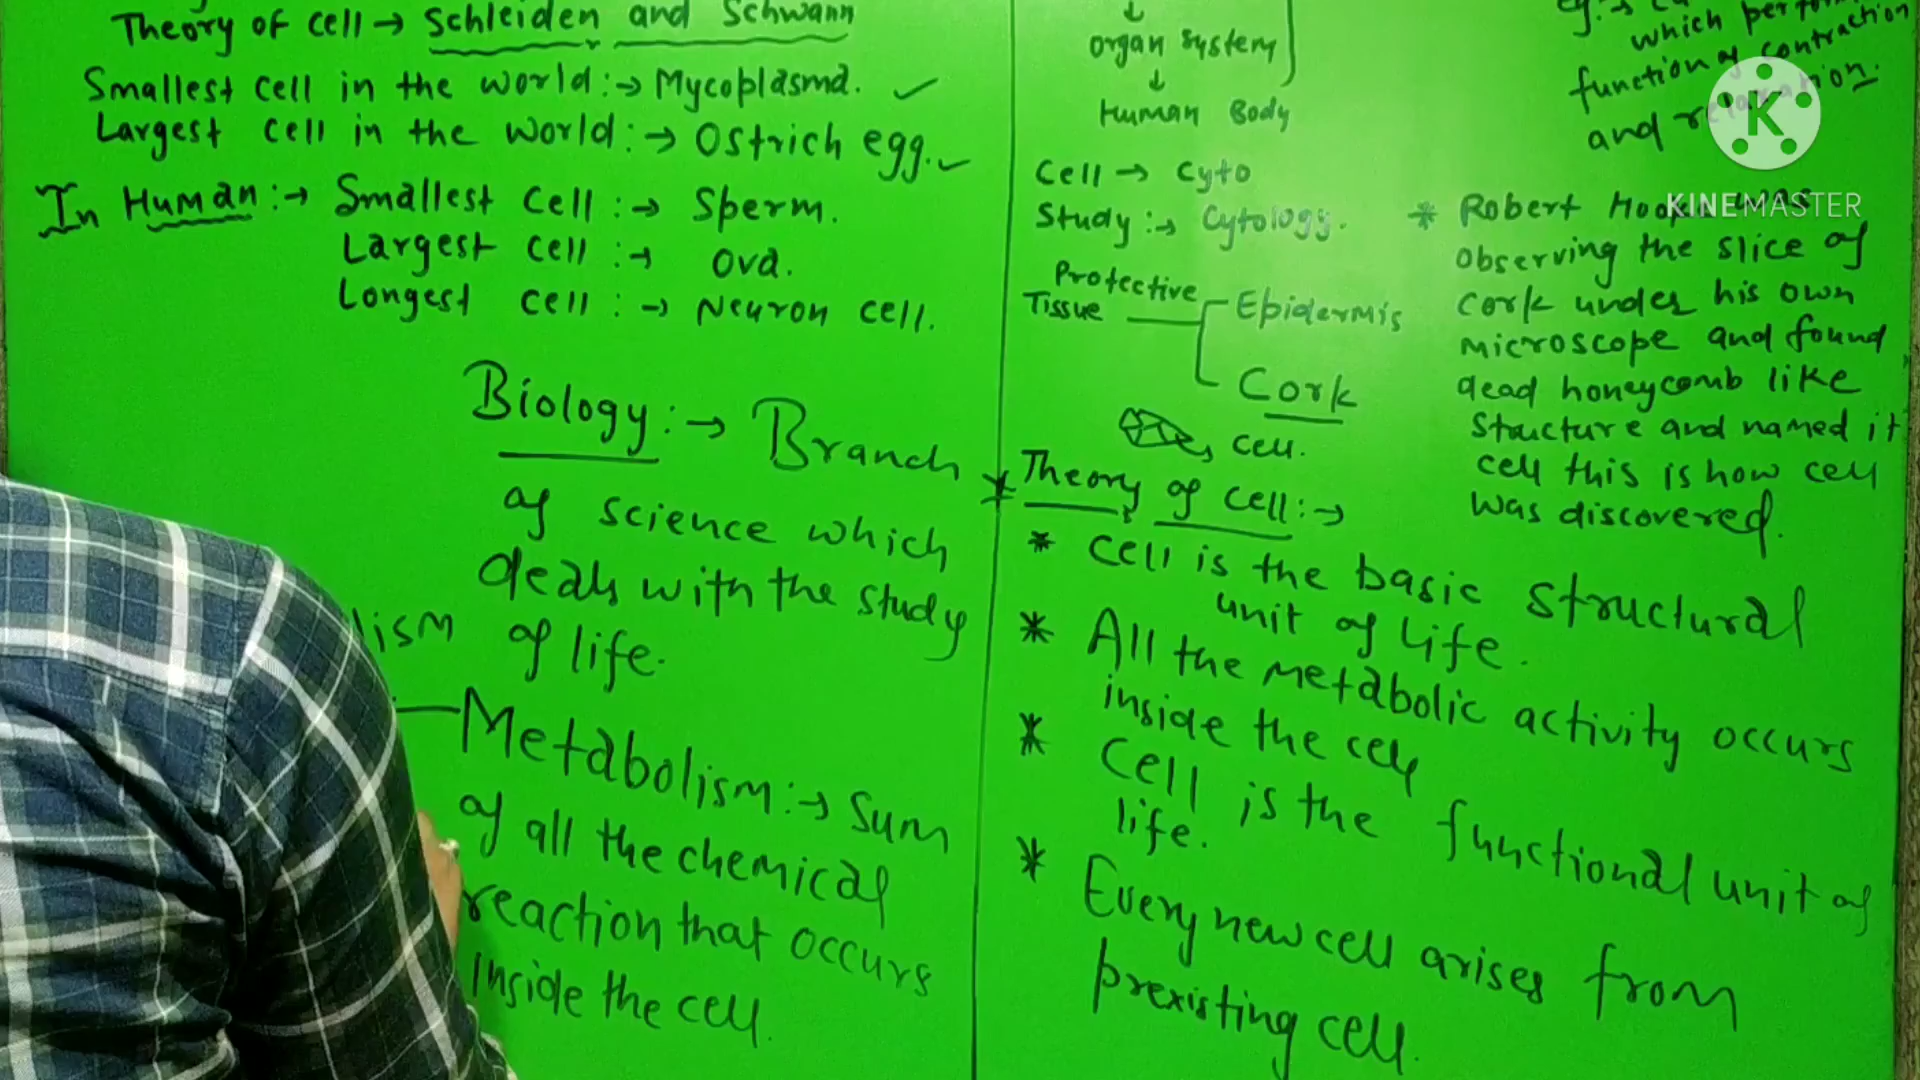 Theory of cell → Schleiden and Schwann
Smallest cell in the world :→ Mycoplasma.
Largest cell in the world :→ Ostrich egg.
In Human :→ Smallest cell :→ Sperm.
Largest cell :→ Ova.
Longest cell :→ Neuron cell.
Biology :→ Branch
of science which
deals with the study
of life.
lism
Metabolism :→ Sum
of all the chemical
reaction that occurs
inside the cell.
↓
organ system
↓
Human Body
Cell → Cyto
Study :→ Cytology.
Protective
Tissue
Epidermis
Cork
cell.
* Theory of cell :→
* Cell is the basic structural
unit of life.
* All the metabolic activity occurs
inside the cell
* Cell is the functional unit of
life.
* Every new cell arises from
prexisting cell.
eg. →
which
function of contraction
and
* Robert
observing the slice of
cork under his own
microscope and found
dead honeycomb like
structure and named it
cell this is how cell
was discovered.
K
KINEMASTER